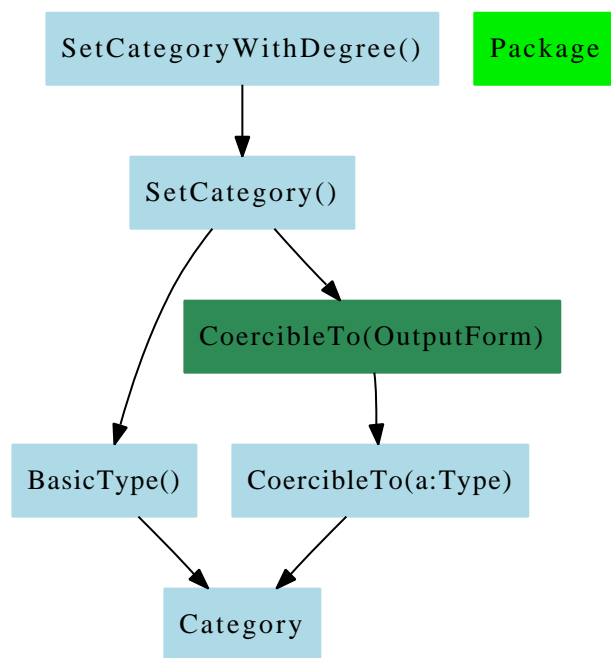 SetCategoryWithDegree()
Package
SetCategory()
CoercibleTo(OutputForm)
BasicType()
CoercibleTo(a:Type)
Category